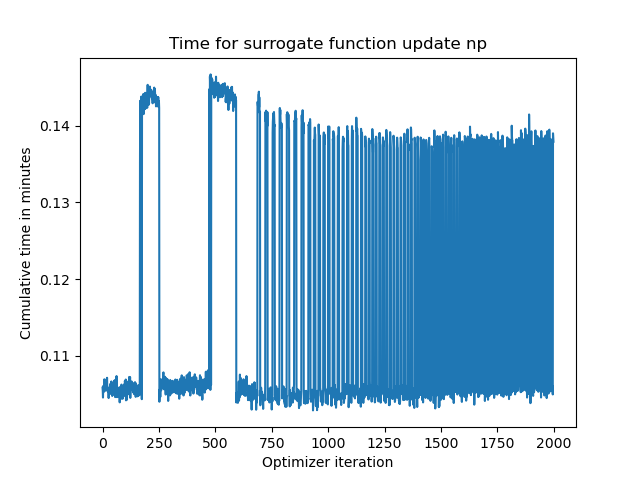 Time for surrogate function update np
Cumulative time in minutes
0.14
0.13
0.12
0.11
0 250 500 750 1000 1250 1500 1750 2000
Optimizer iteration